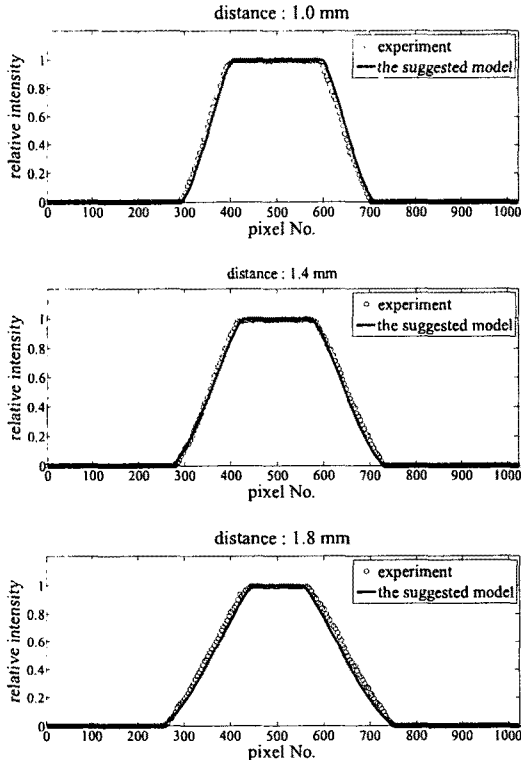 distance : 1.0 mm
experiment
the suggested model
relative intensity
1
0.8
0.6
0.4
0.2
0
0 100 200 300 400 500 600 700 800 900 1000
pixel No.
distance : 1.4 mm
experiment
the suggested model
relative intensity
1
0.8
0.6
0.4
0.2
0
0 100 200 300 400 500 600 700 800 900 1000
pixel No.
distance : 1.8 mm
experiment
the suggested model
relative intensity
1
0.8
0.6
0.4
0.2
0
0 100 200 300 400 500 600 700 800 900 1000
pixel No.